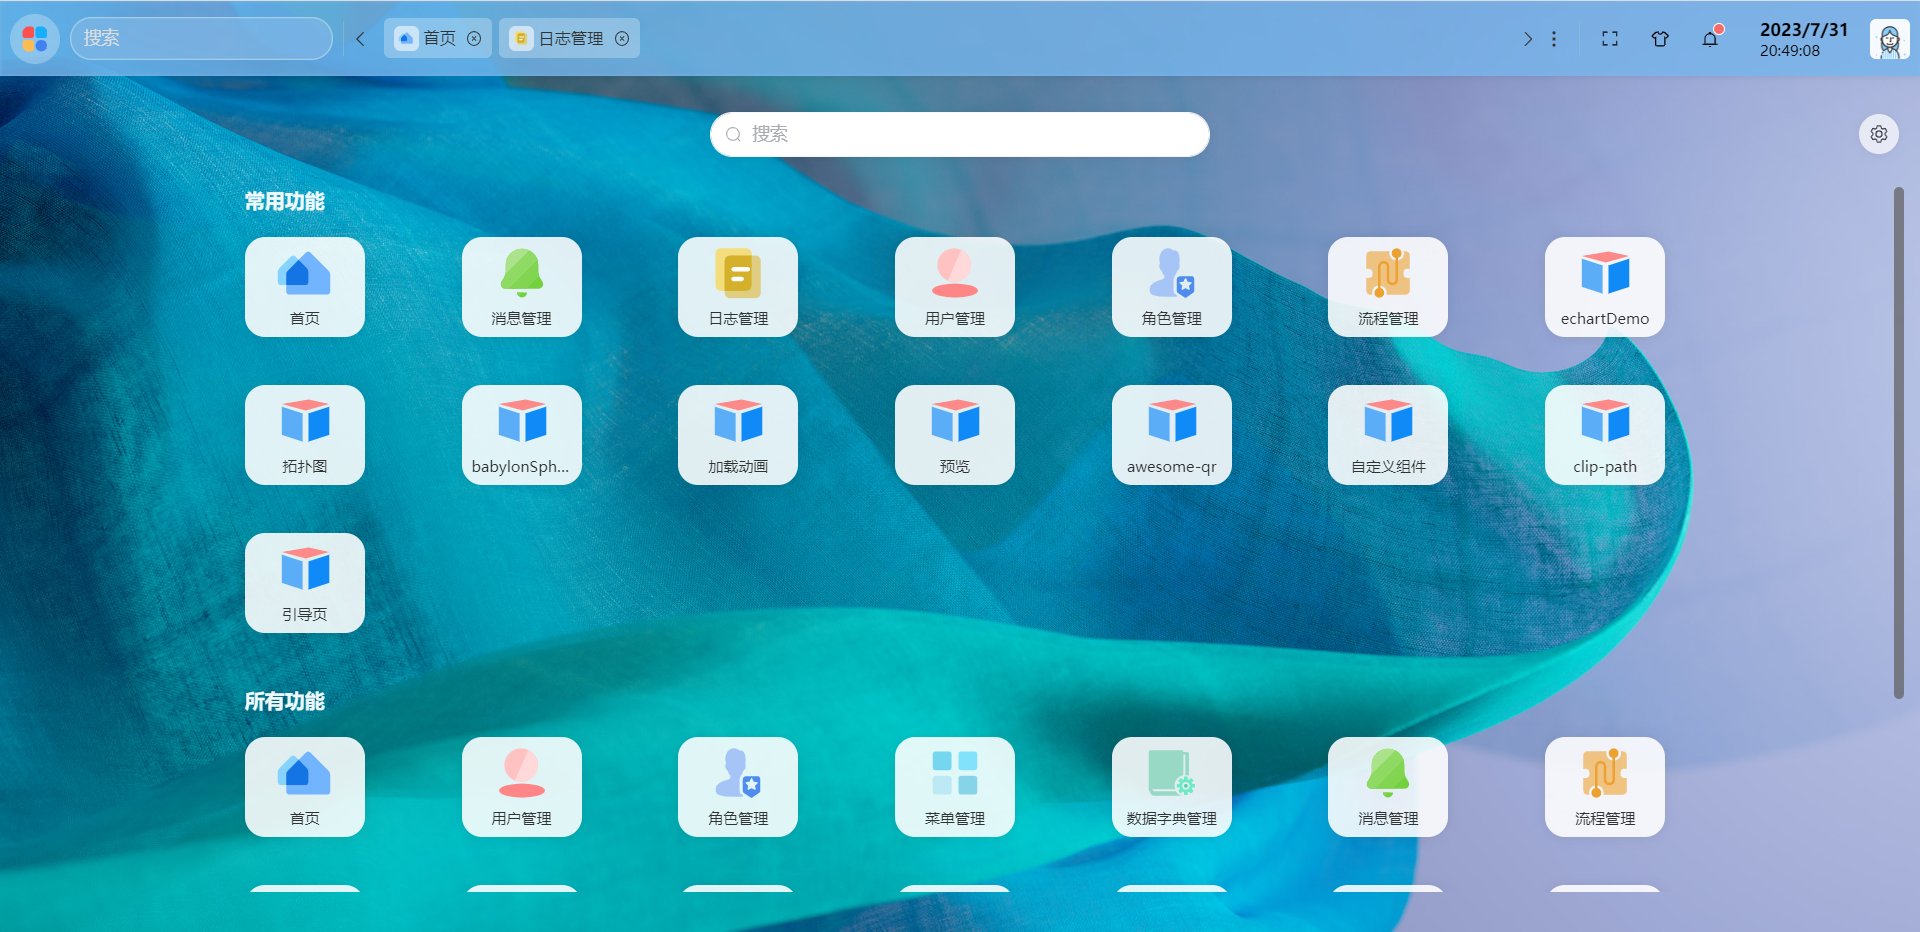 搜索
首页
日志管理
2023/7/31
20:49:08
搜索
常用功能
首页
消息管理
日志管理
用户管理
角色管理
流程管理
echartDemo
拓扑图
babylonSph...
加载动画
预览
awesome-qr
自定义组件
clip-path
引导页
所有功能
首页
用户管理
角色管理
菜单管理
数据字典管理
消息管理
流程管理